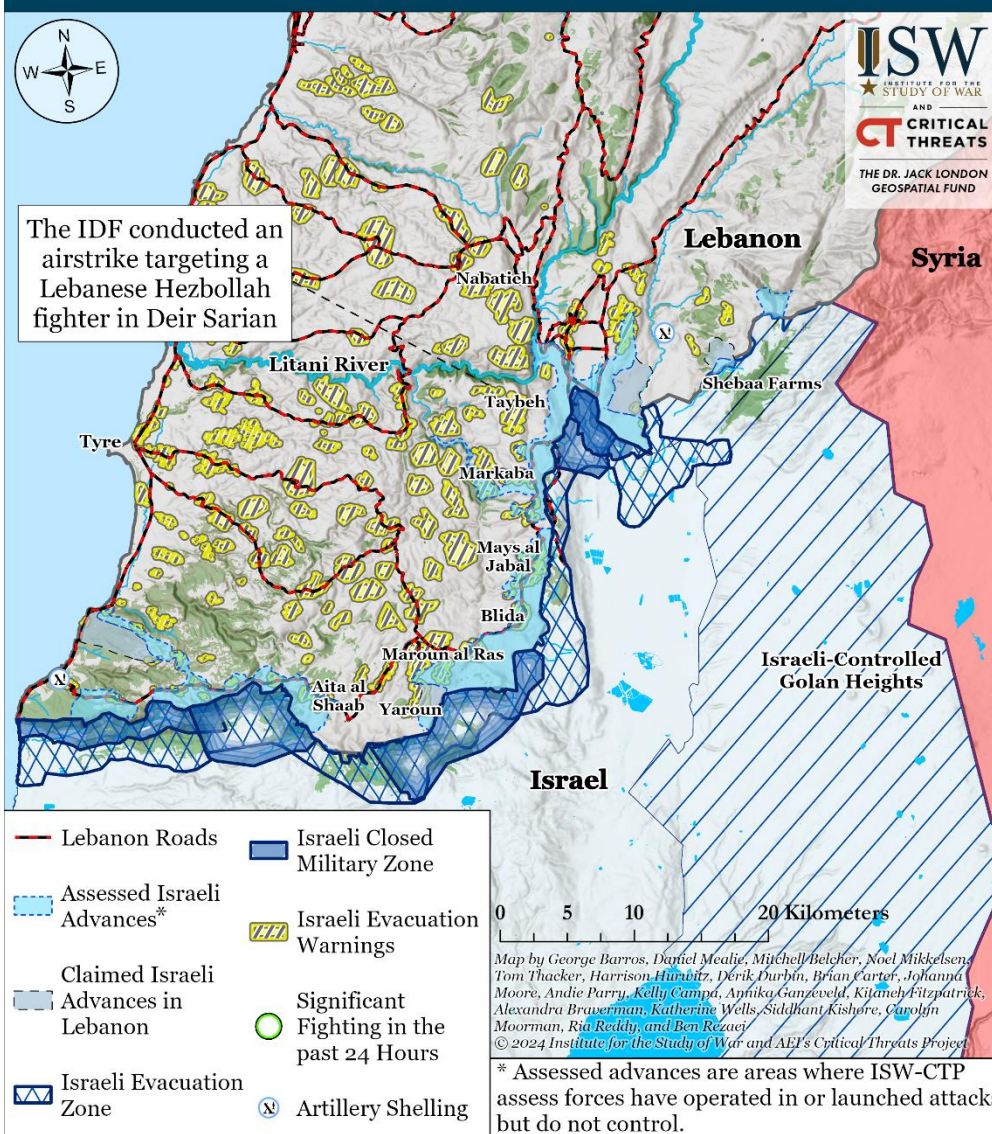 N
W E
S
ISW
INSTITUTE FOR THE
STUDY OF WAR
AND
CT CRITICAL
THREATS
THE DR. JACK LONDON
GEOSPATIAL FUND
The IDF conducted an
airstrike targeting a
Lebanese Hezbollah
fighter in Deir Sarian
Lebanon
Syria
Nabatieh
Litani River
Shebaa Farms
Taybeh
Tyre
Markaba
Mays al
Jabal
Blida
Maroun al Ras
Israeli-Controlled
Golan Heights
Aita al
Shaab
Yaroun
Israel
Lebanon Roads
Assessed Israeli
Advances*
Claimed Israeli
Advances in
Lebanon
Israeli Evacuation
Zone
Israeli Closed
Military Zone
Israeli Evacuation
Warnings
Significant
Fighting in the
past 24 Hours
Artillery Shelling
0 5 10 20 Kilometers
Map by George Barros, Daniel Mealie, Mitchell Belcher, Noel Mikkelsen,
Tom Thacker, Harrison Hurwitz, Derik Durbin, Brian Carter, Johanna
Moore, Andie Parry, Kelly Campa, Annika Ganzeveld, Kitaneh Fitzpatrick,
Alexandra Braverman, Katherine Wells, Siddhant Kishore, Carolyn
Moorman, Ria Reddy, and Ben Rezaei
© 2024 Institute for the Study of War and AEI's Critical Threats Project
* Assessed advances are areas where ISW-CTP
assess forces have operated in or launched attacks
but do not control.